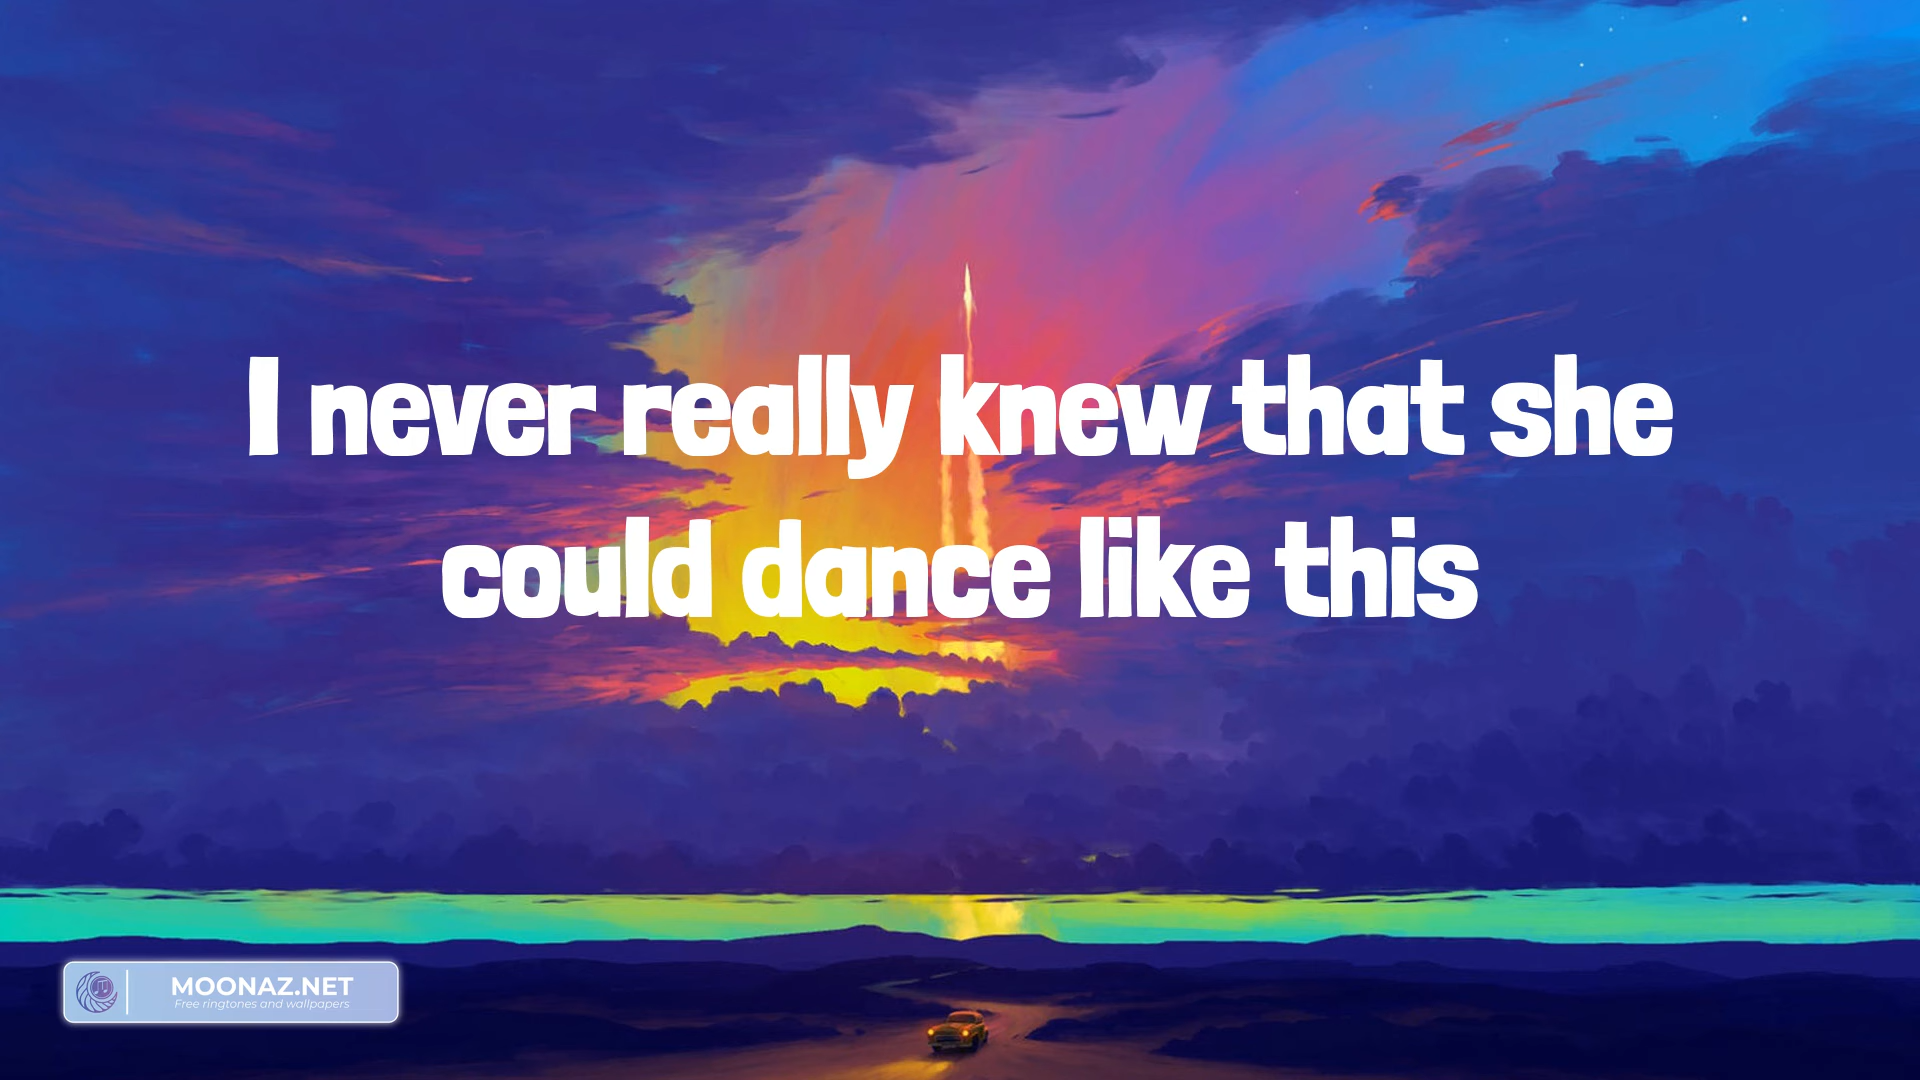 I never really knew that she
could dance like this
MOONAZ.NET
Free ringtones and wallpapers